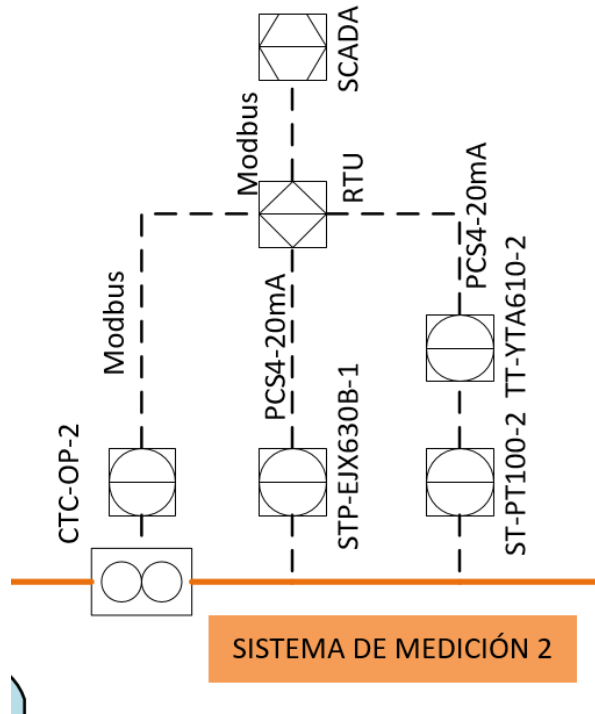 SCADA
Modbus
RTU
PCS4-20mA
TT-YTA610-2
Modbus
PCS4-20mA
CTC-OP-2
STP-EJX630B-1
ST-PT100-2
SISTEMA DE MEDICIÓN 2